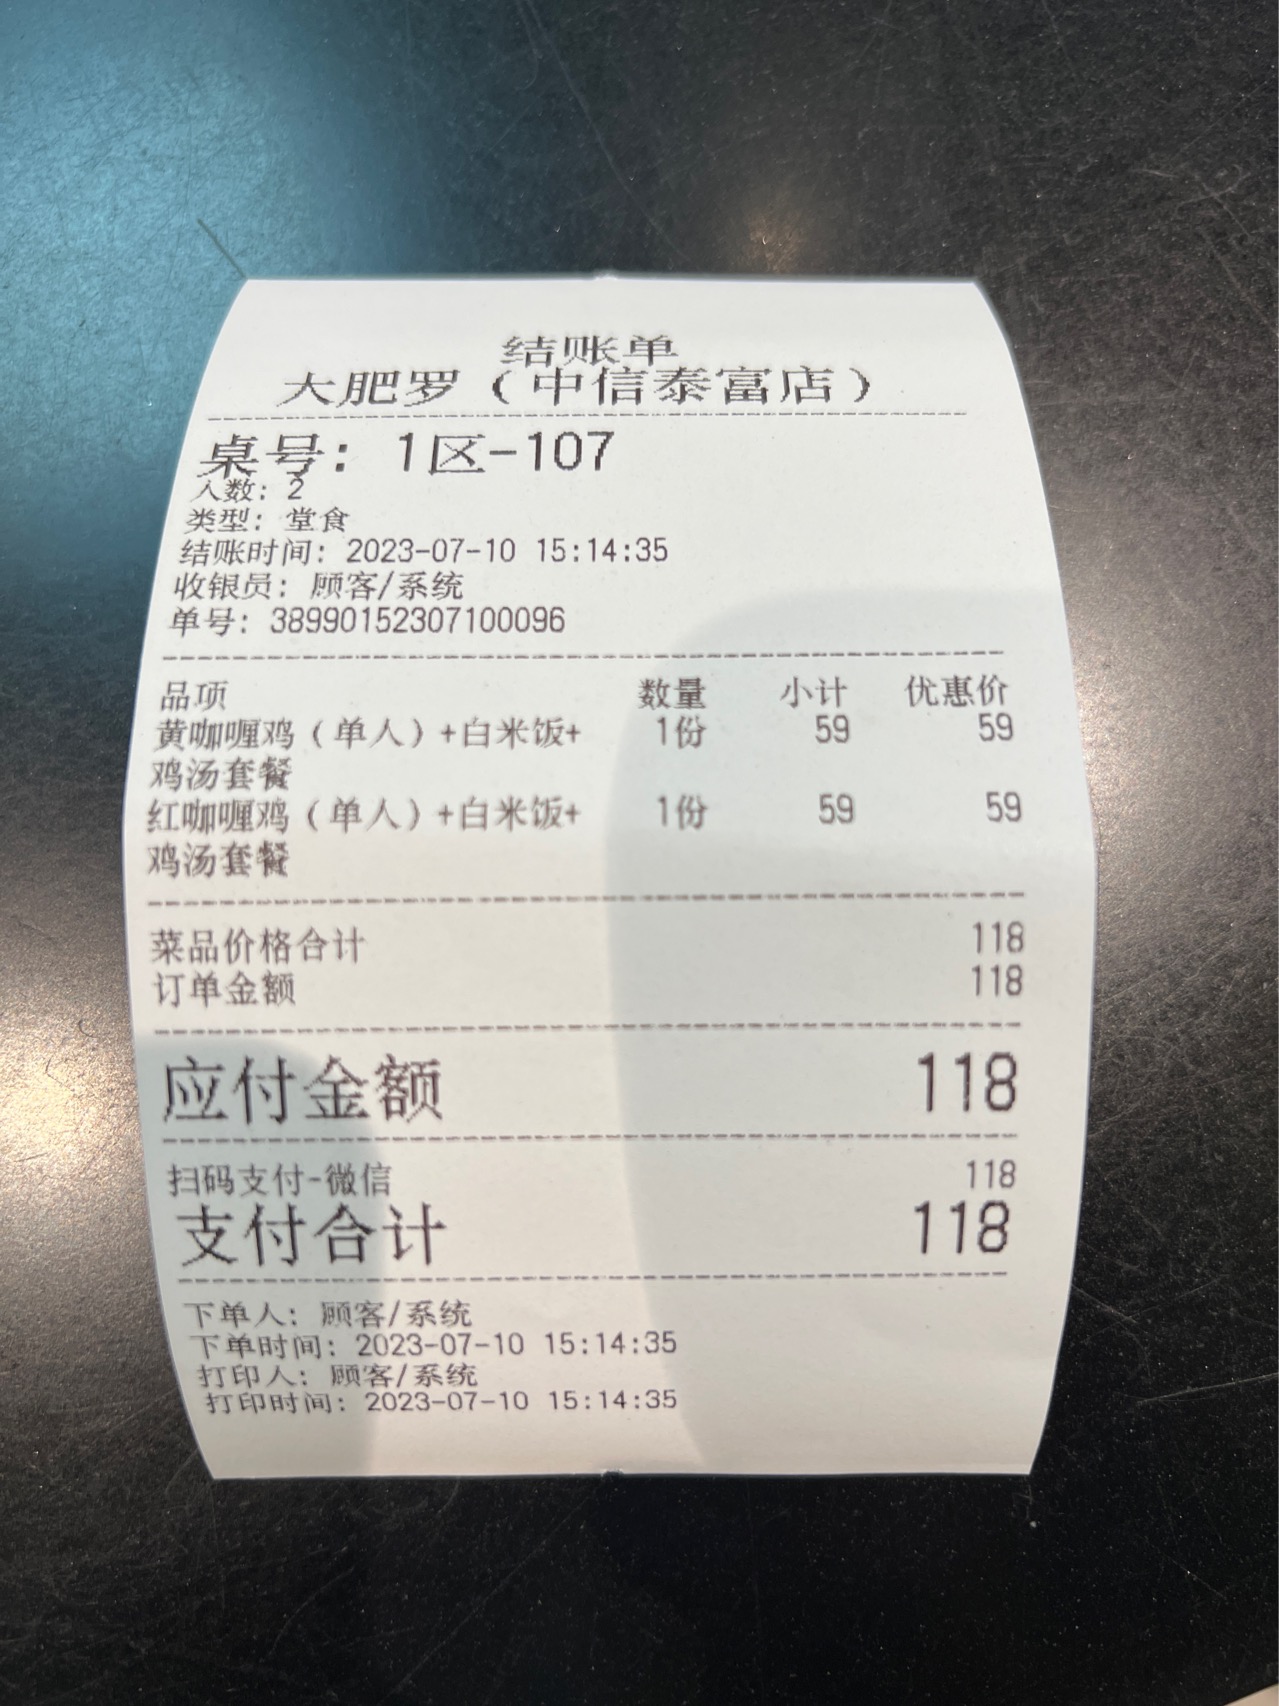 结账单
大肥罗（中信泰富店）
桌号：1区-107
人数：2
类型：堂食
结账时间：2023-07-10 15:14:35
收银员：顾客/系统
单号：38990152307100096
品项 数量 小计 优惠价
黄咖喱鸡（单人）+白米饭+ 1份 59 59
鸡汤套餐
红咖喱鸡（单人）+白米饭+ 1份 59 59
鸡汤套餐
菜品价格合计 118
订单金额 118
应付金额 118
扫码支付-微信 118
支付合计 118
下单人：顾客/系统
下单时间：2023-07-10 15:14:35
打印人：顾客/系统
打印时间：2023-07-10 15:14:35